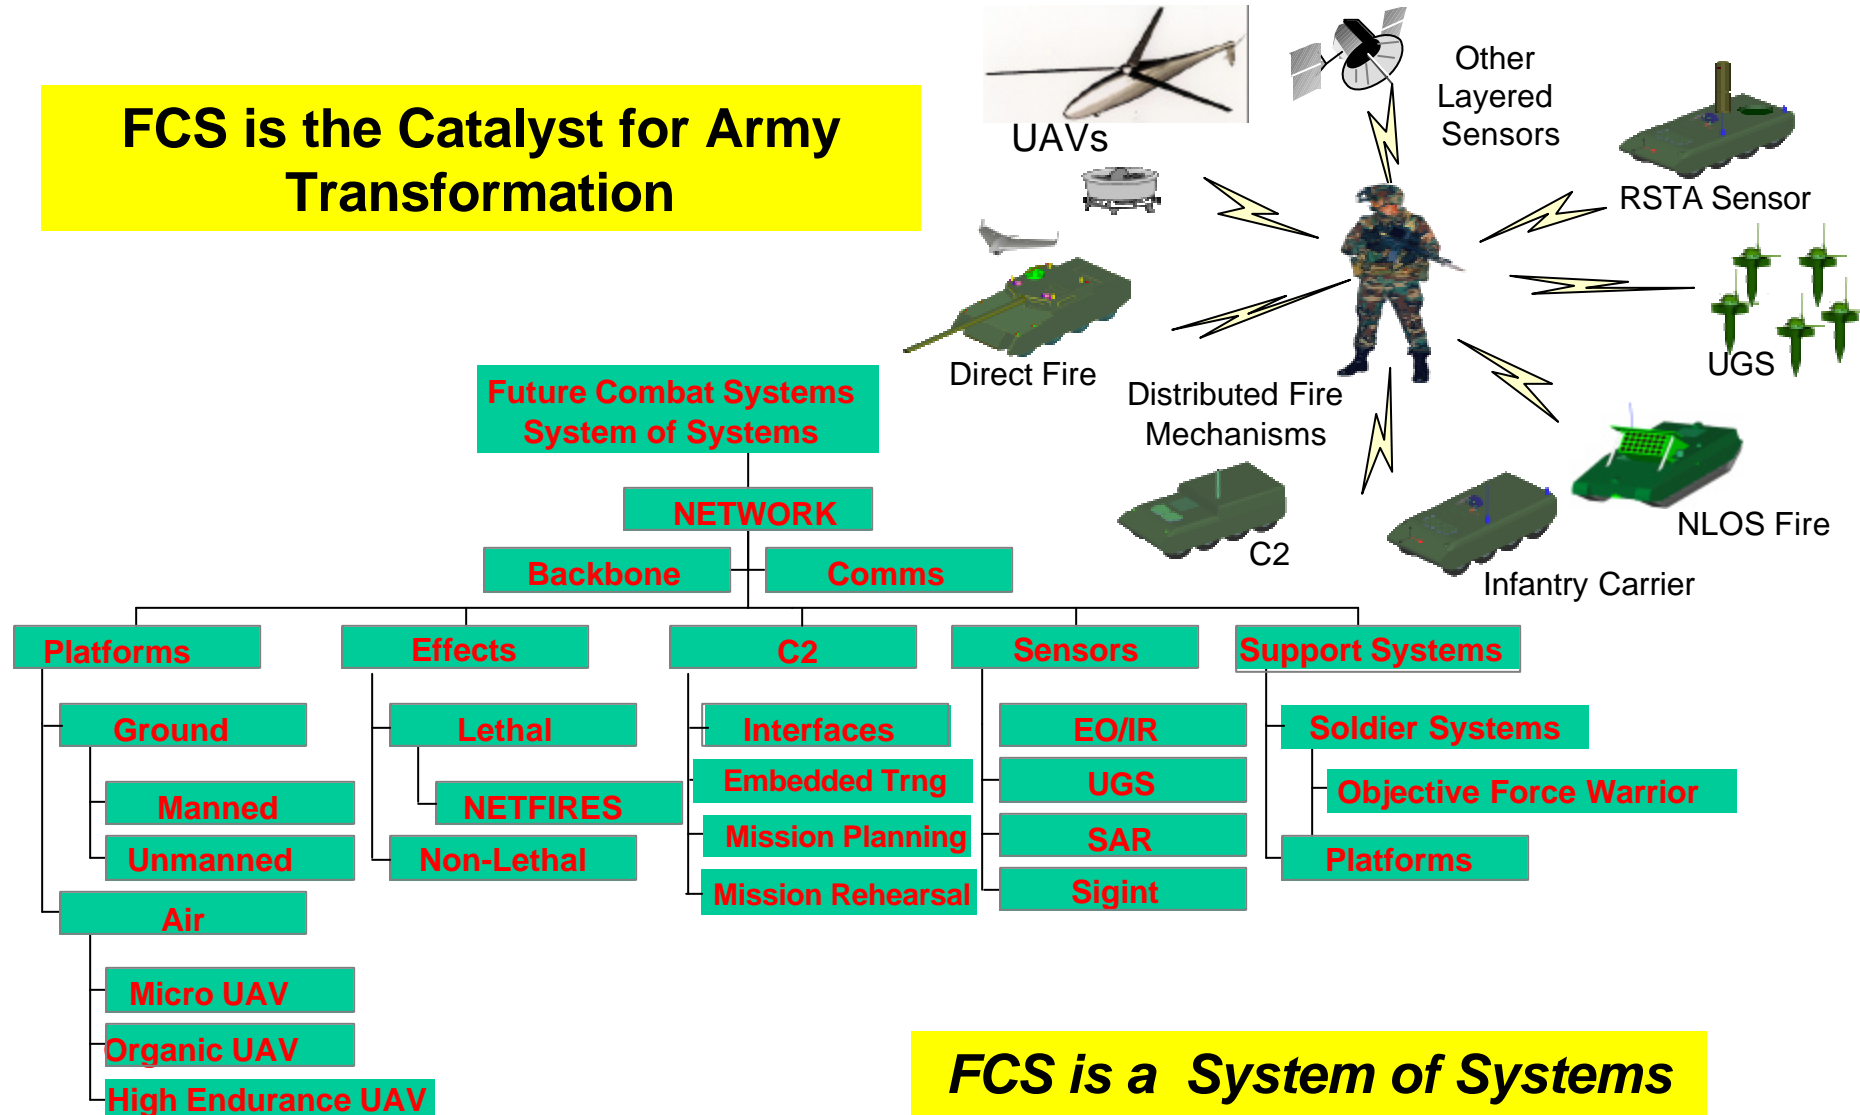 FCS is the Catalyst for Army
Transformation
UAVs
Other
Layered
Sensors
RSTA Sensor
UGS
Direct Fire
Distributed Fire
Mechanisms
C2
Infantry Carrier
NLOS Fire
Future Combat Systems
System of Systems
NETWORK
Backbone
Comms
Platforms
Ground
Manned
Unmanned
Air
Micro UAV
Organic UAV
High Endurance UAV
Effects
Lethal
NETFIRES
Non-Lethal
C2
Interfaces
Embedded Trng
Mission Planning
Mission Rehearsal
Sensors
EO/IR
UGS
SAR
Sigint
Support Systems
Soldier Systems
Objective Force Warrior
Platforms
FCS is a System of Systems